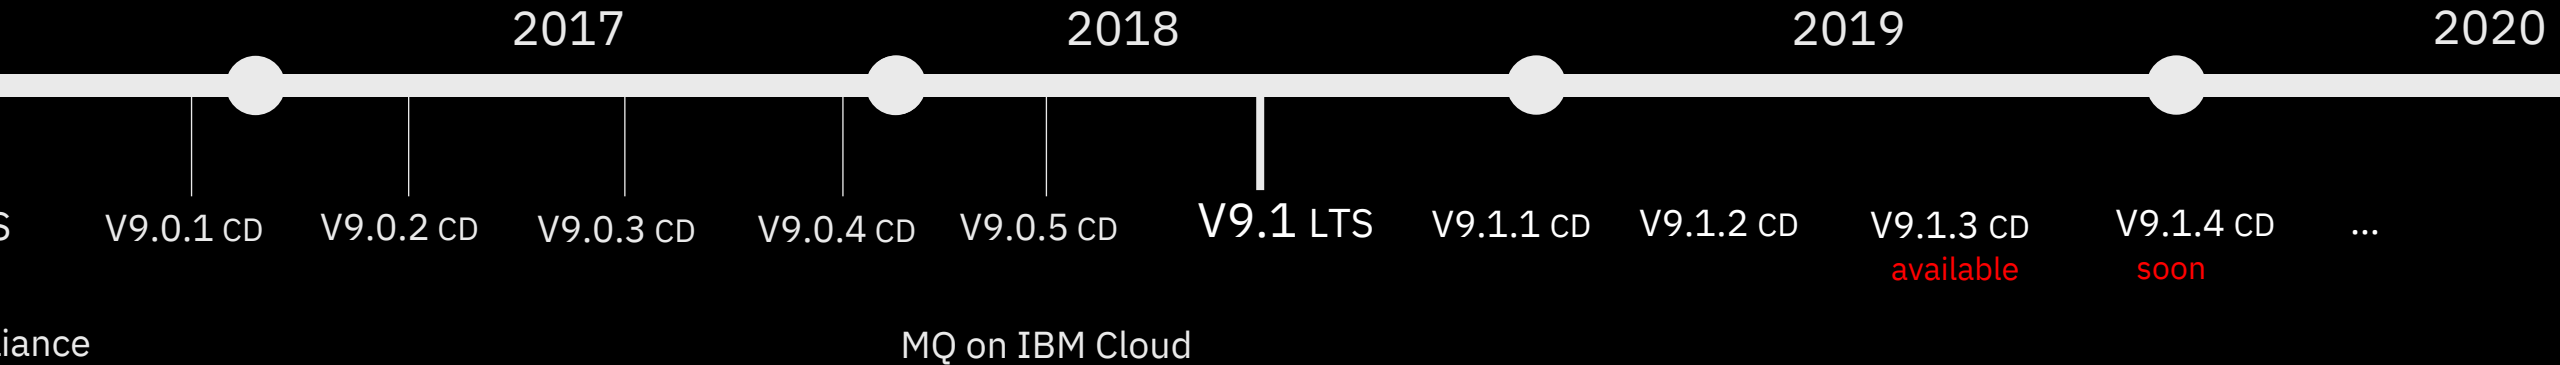 2017 2018 2019 2020
V9.0.1 CD V9.0.2 CD V9.0.3 CD V9.0.4 CD V9.0.5 CD V9.1 LTS V9.1.1 CD V9.1.2 CD V9.1.3 CD V9.1.4 CD ...
available soon
MQ on IBM Cloud